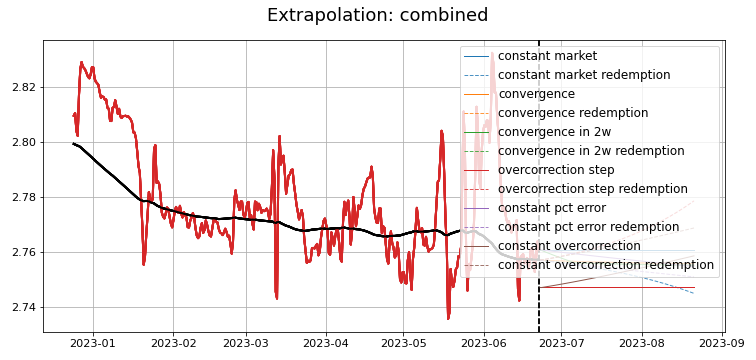 Extrapolation: combined
2.82
2.80
2.78
2.76
2.74
constant market
constant market redemption
convergence
convergence redemption
convergence in 2w
convergence in 2w redemption
overcorrection step
overcorrection step redemption
constant pct error
constant pct error redemption
constant overcorrection
constant overcorrection redemption
2023-01 2023-02 2023-03 2023-04 2023-05 2023-06 2023-07 2023-08 2023-09